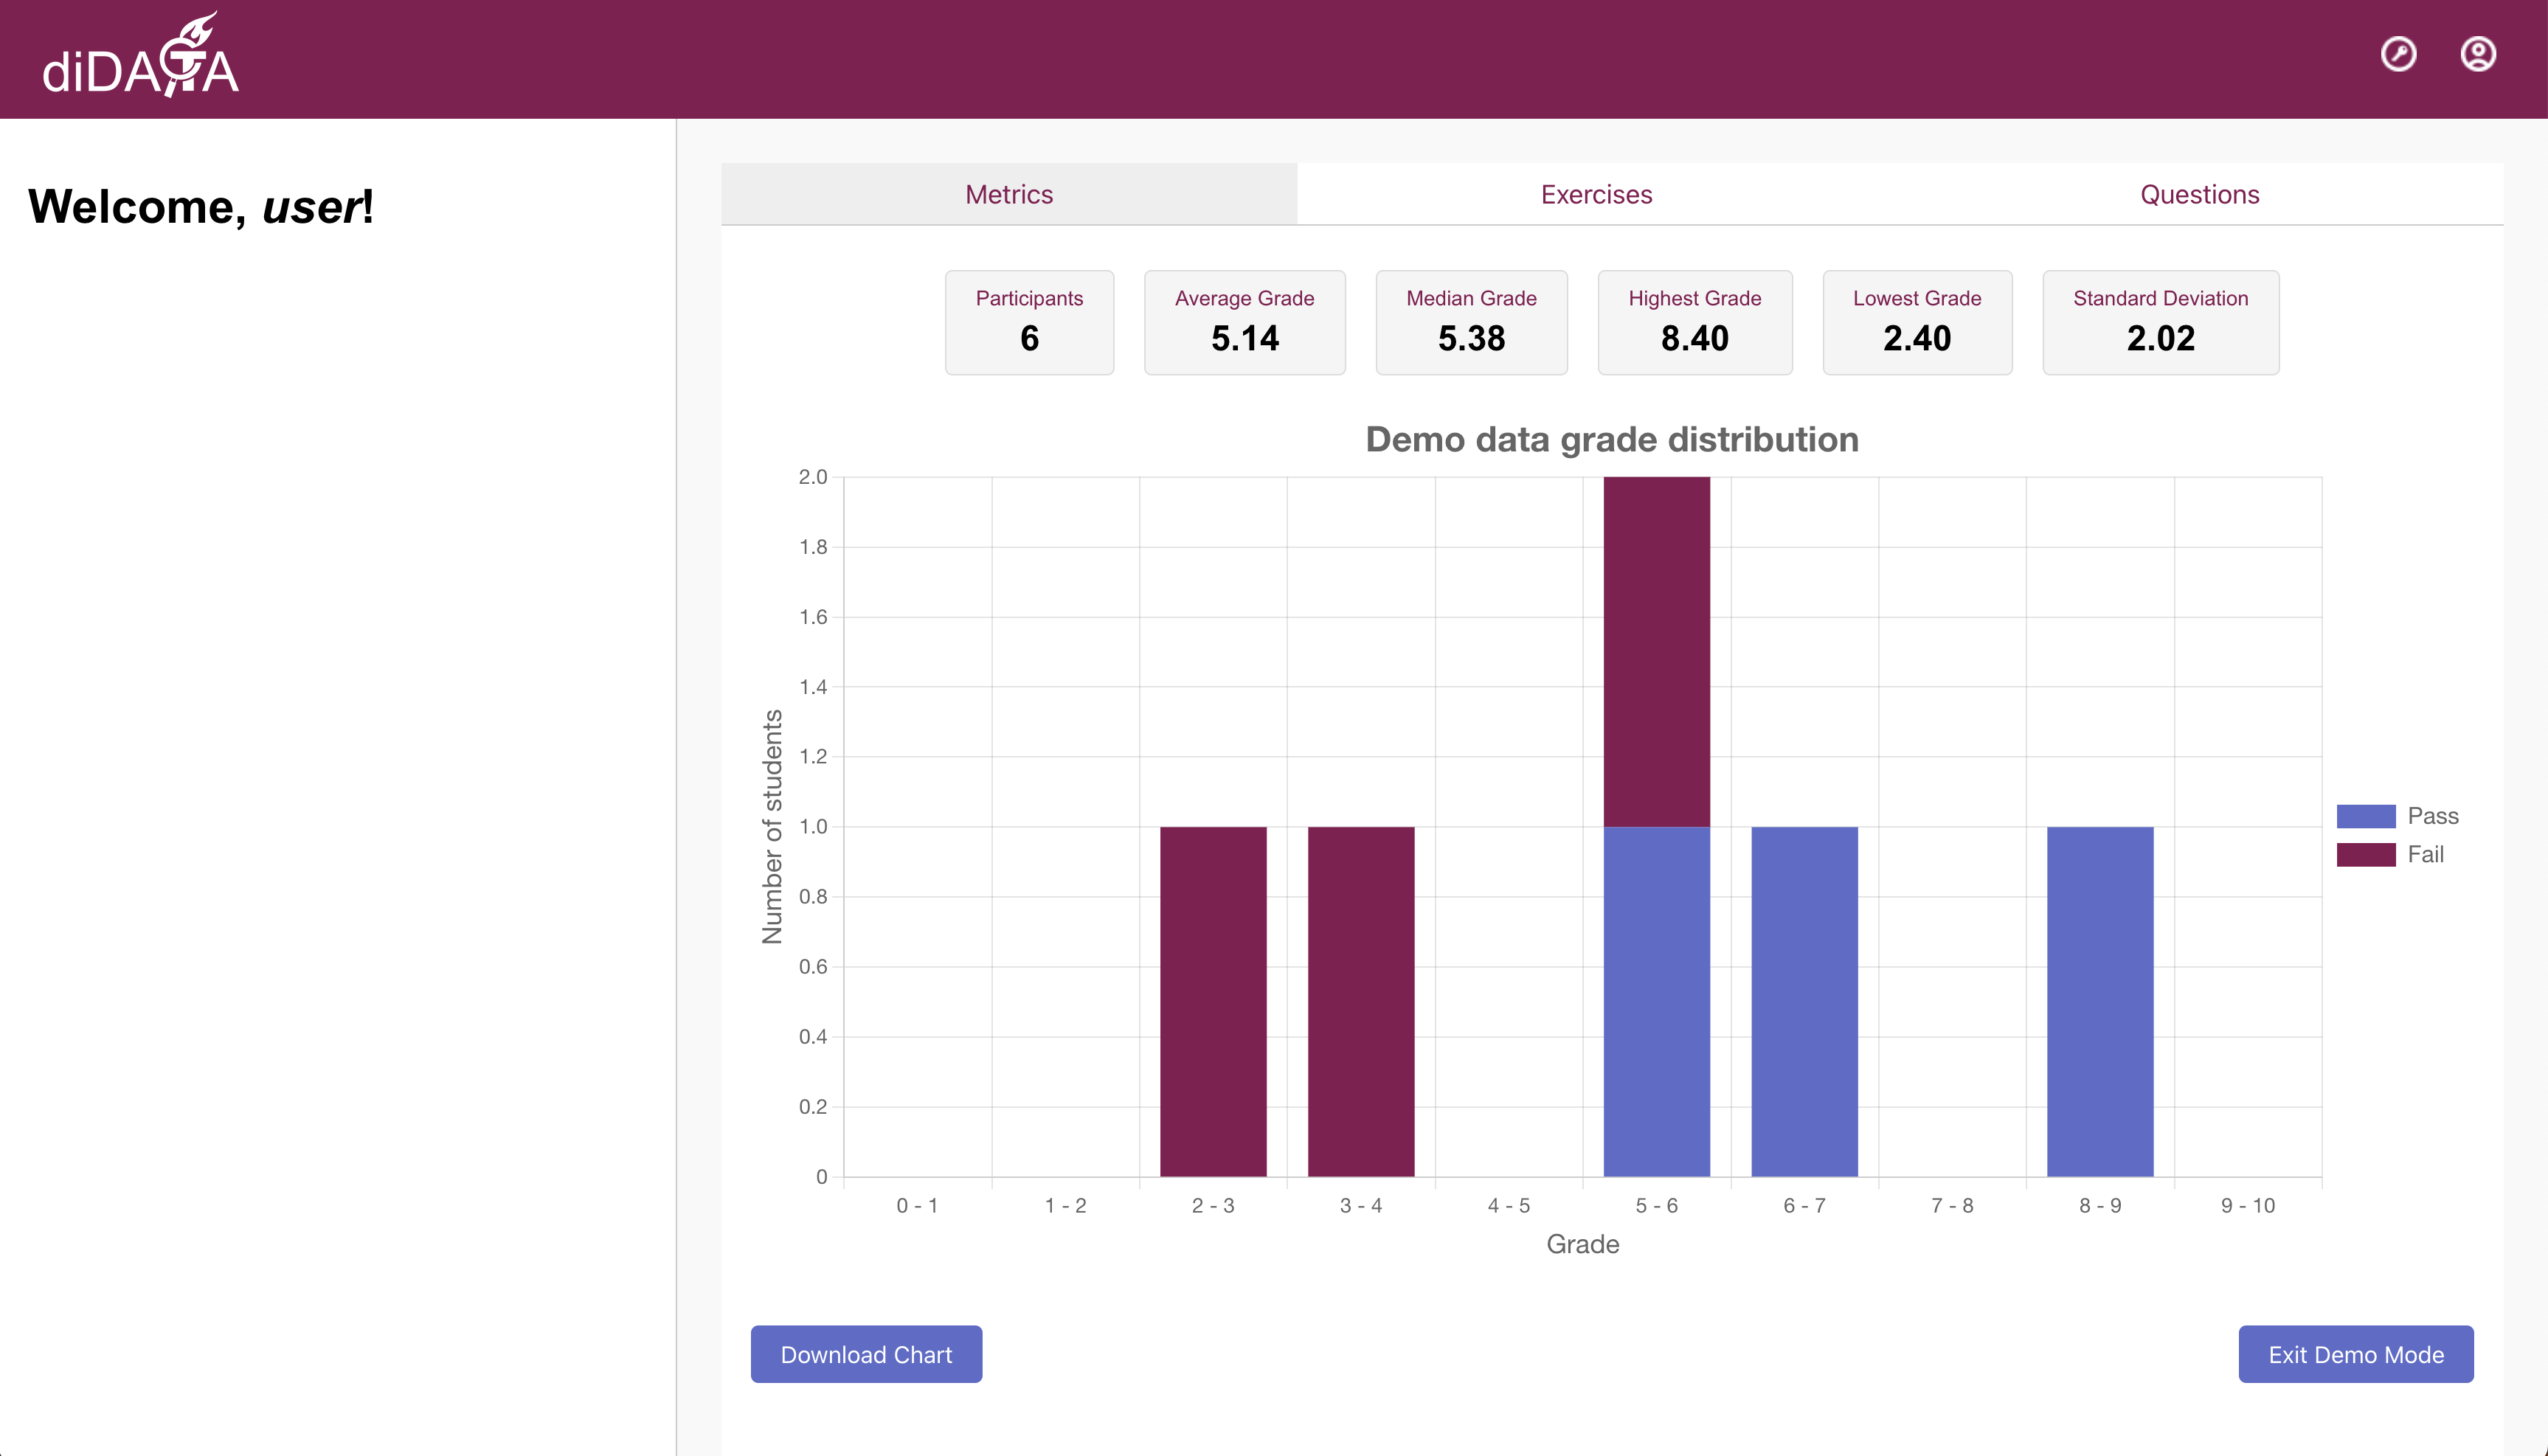 diDATA
Welcome, user!
Metrics
Exercises
Questions
Participants
6
Average Grade
5.14
Median Grade
5.38
Highest Grade
8.40
Lowest Grade
2.40
Standard Deviation
2.02
Demo data grade distribution
2.0
1.8
1.6
1.4
1.2
1.0
0.8
0.6
0.4
0.2
0
Number of students
0 - 1
1 - 2
2 - 3
3 - 4
4 - 5
5 - 6
6 - 7
7 - 8
8 - 9
9 - 10
Grade
Pass
Fail
Download Chart
Exit Demo Mode